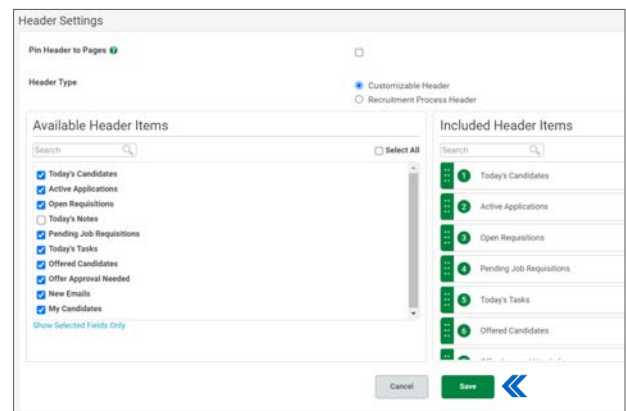 Header Settings
Pin Header to Pages ?
Header Type
Customizable Header
Recruitment Process Header
Available Header Items
Search
Select All
Today's Candidates
Active Applications
Open Requisitions
Today's Notes
Pending Job Requisitions
Today's Tasks
Offered Candidates
Offer Approval Needed
New Emails
My Candidates
Show Selected Fields Only
Included Header Items
Search
1 Today's Candidates
2 Active Applications
3 Open Requisitions
4 Pending Job Requisitions
5 Today's Tasks
6 Offered Candidates
Cancel
Save